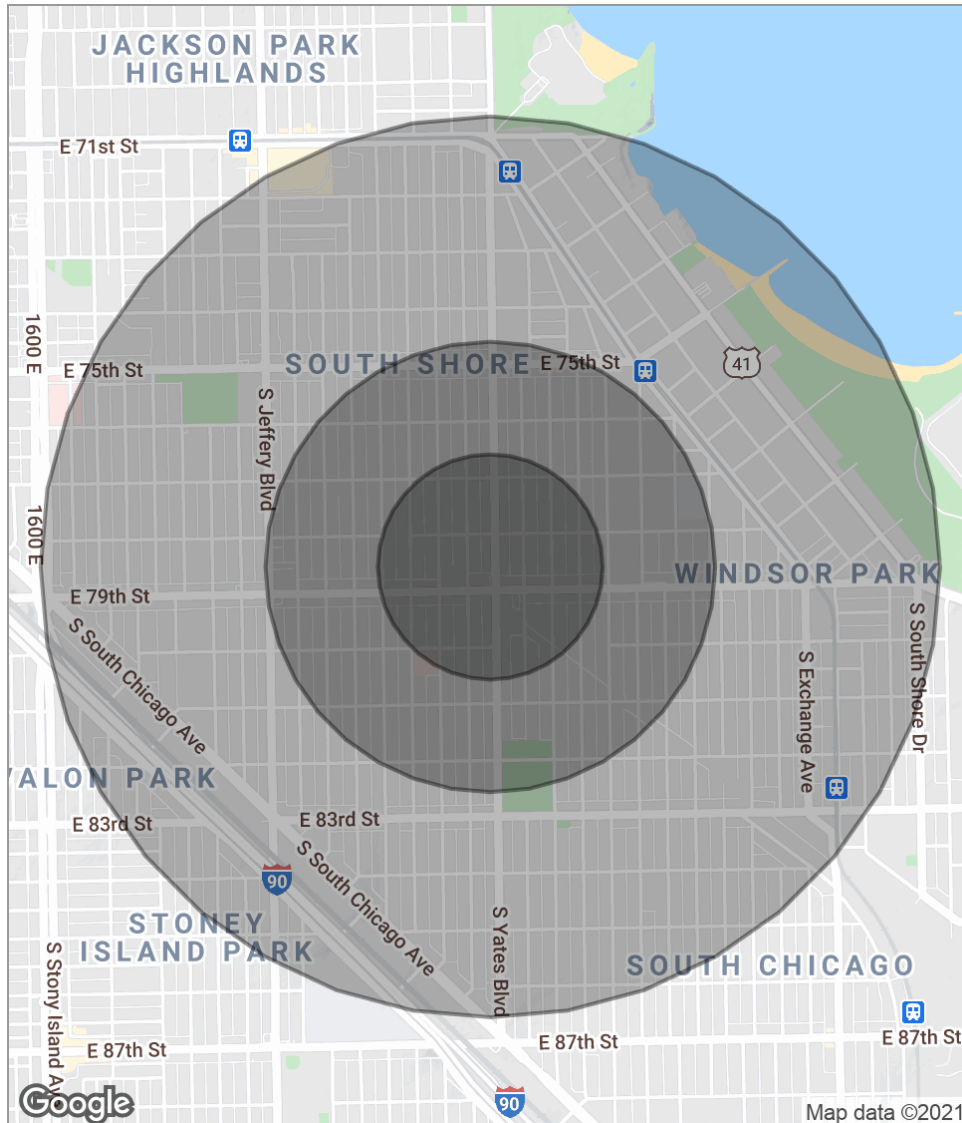 JACKSON PARK
HIGHLANDS
E 71st St
1600 E
E 75th St
SOUTH SHORE
E 75th St
41
S Jeffery Blvd
1600 E
E 79th St
WINDSOR PARK
S South Chicago Ave
S Exchange Ave
S South Shore Dr
VALON PARK
E 83rd St
E 83rd St
90
S South Chicago Ave
STONEY
ISLAND PARK
S Yates Blvd
SOUTH CHICAGO
S Stony Island Av
E 87th St
E 87th St
E 87th St
90
Google
Map data ©2021